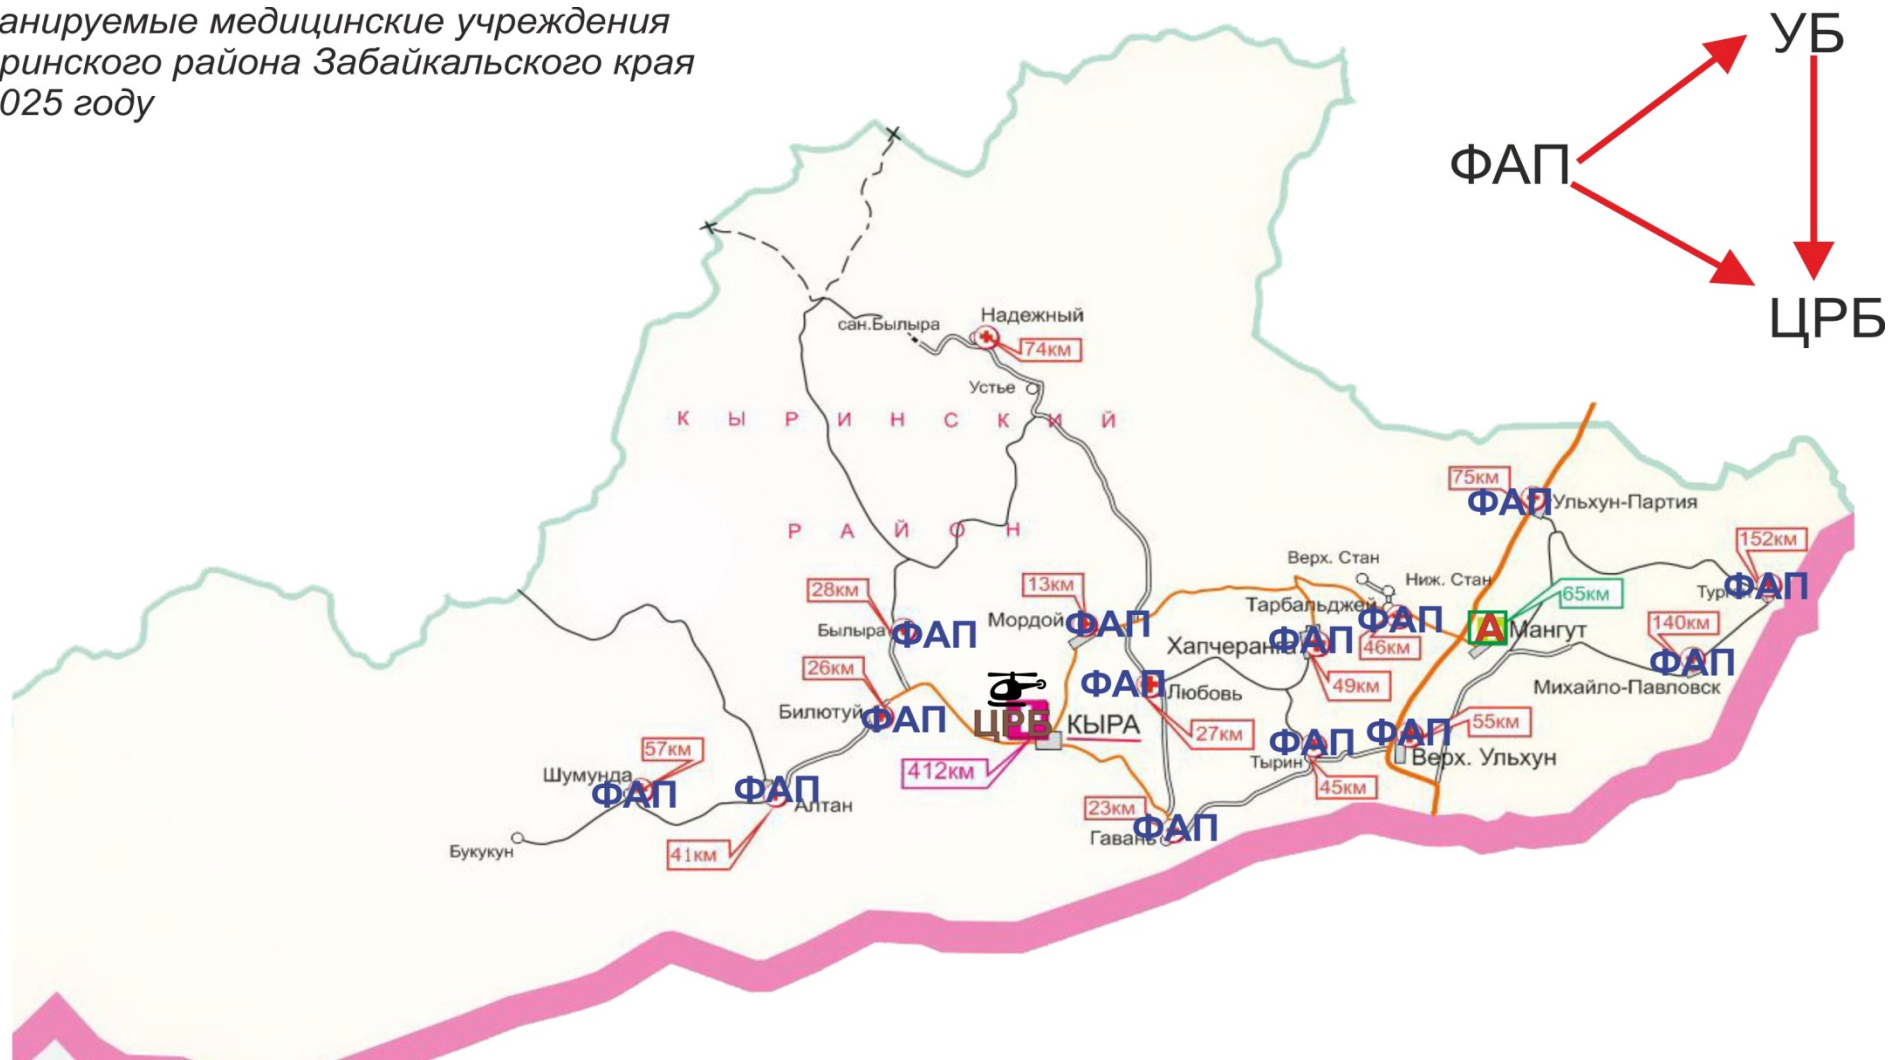 анируемые медицинские учреждения
ринского района Забайкальского края
025 году
УБ
ФАП
ЦРБ
Надежный
сан.Былыра
74км
Устье
К Ы Р И Н С К И Й
75км
ФАП
Ульхун-Партия
Р А Й О Н
152км
Верх. Стан
ФАП
28км
13км
Ниж. Стан
65км
Тарбальджей
ФАП
Мордой
ФАП
140км
Былыра
ФАП
А
Мангут
Хапчеранга
ФАП
46км
ФАП
26км
ФАП
Любовь
49км
Михайло-Павловск
Билютуй
ФАП
ЦРБ
КЫРА
27км
55км
ФАП
ФАП
57км
Верх. Ульхун
Тырин
412км
Шумунда
ФАП
ФАП
45км
Алтан
23км
ФАП
Гавань
41км
Букукун